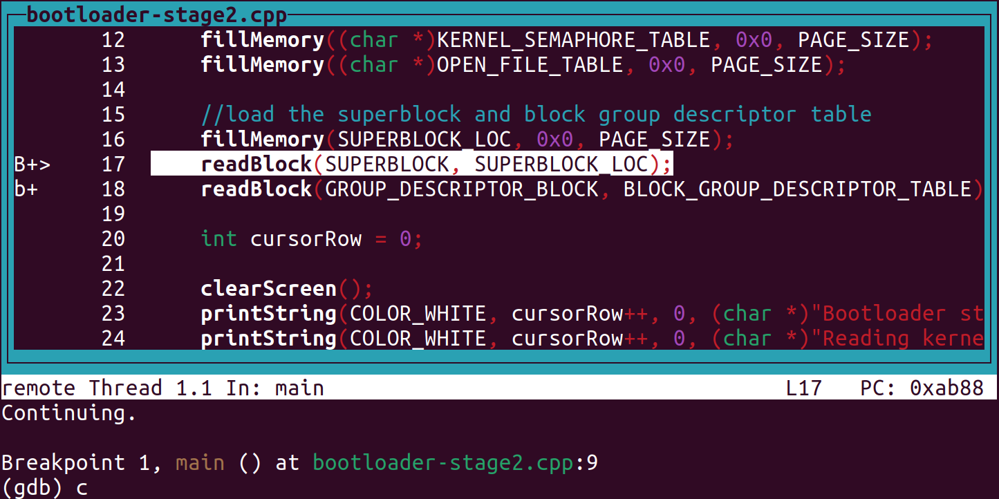 bootloader-stage2.cpp
12 fillMemory((char *)KERNEL_SEMAPHORE_TABLE, 0x0, PAGE_SIZE);
13 fillMemory((char *)OPEN_FILE_TABLE, 0x0, PAGE_SIZE);
14
15 //load the superblock and block group descriptor table
16 fillMemory(SUPERBLOCK_LOC, 0x0, PAGE_SIZE);
B+> 17 readBlock(SUPERBLOCK, SUPERBLOCK_LOC);
b+ 18 readBlock(GROUP_DESCRIPTOR_BLOCK, BLOCK_GROUP_DESCRIPTOR_TABLE)
19
20 int cursorRow = 0;
21
22 clearScreen();
23 printString(COLOR_WHITE, cursorRow++, 0, (char *)"Bootloader st
24 printString(COLOR_WHITE, cursorRow++, 0, (char *)"Reading kerne
remote Thread 1.1 In: main L17 PC: 0xab88
Continuing.
Breakpoint 1, main () at bootloader-stage2.cpp:9
(gdb) c